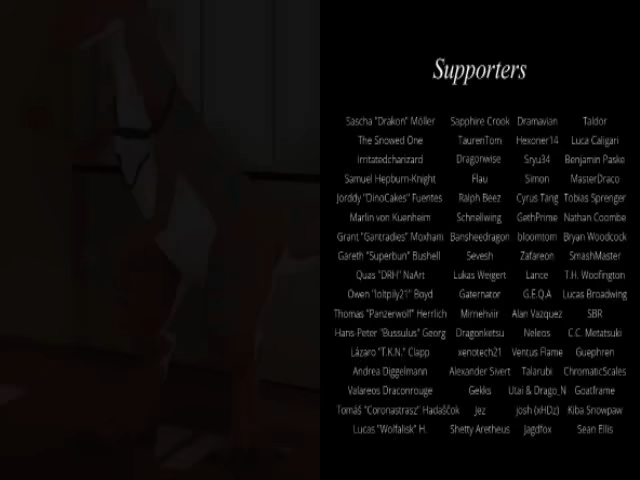 Supporters
Sascha "Drakon" Möller Sapphire Crook Dramavian Taldor
The Snowed One TaurenTom Hexoner14 Luca Caligari
Irritatedchanzard Dragonwise Sryu34 Benjamin Paske
Samuel Hepburn-Knight Flau Simon MasterDraco
Jorddy "DinoCakes" Fuentes Ralph Beez Cyrus Tang Tobias Sprenger
Marlin von Kuenheim Schnellwing GethPrime Nathan Coombe
Grant "Gantradies" Moxham Bansheedragon bloomtom Bryan Woodcock
Gareth "Superbun" Bushell Sevesh Zafareon SmashMaster
Quas "DRH" NaArt Lukas Weigert Lance T.H. Woofington
Owen "loltpily21" Boyd Gaternator G.E.Q.A Lucas Broadwing
Thomas "Panzerwolf" Herrlich Mimehviir Alan Vazquez SBR
Hans-Peter "Bussulus" Georg Dragonketsu Neleos C.C. Metatsuki
Lázaro "T.K.N." Clapp xenotech21 Ventus Flame Guephren
Andrea Diggelmann Alexander Sivert Talarubi ChromaticScales
Valareos Draconrouge Gekks Utai & Drago_N Goatframe
Tomáš "Coronastrasz" Hadaščok Jez josh (xHDz) Kiba Snowpaw
Lucas "Wolfalisk" H. Shetty Aretheus Jagdfox Sean Ellis